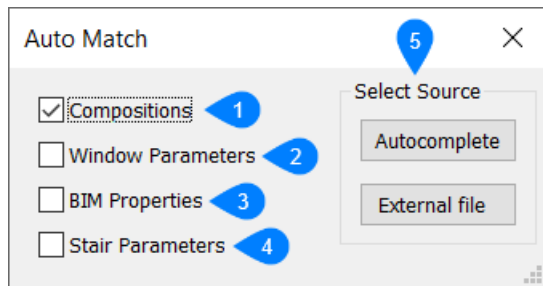 Auto Match
5
Select Source
Compositions 1
Autocomplete
Window Parameters 2
BIM Properties 3
External file
Stair Parameters 4